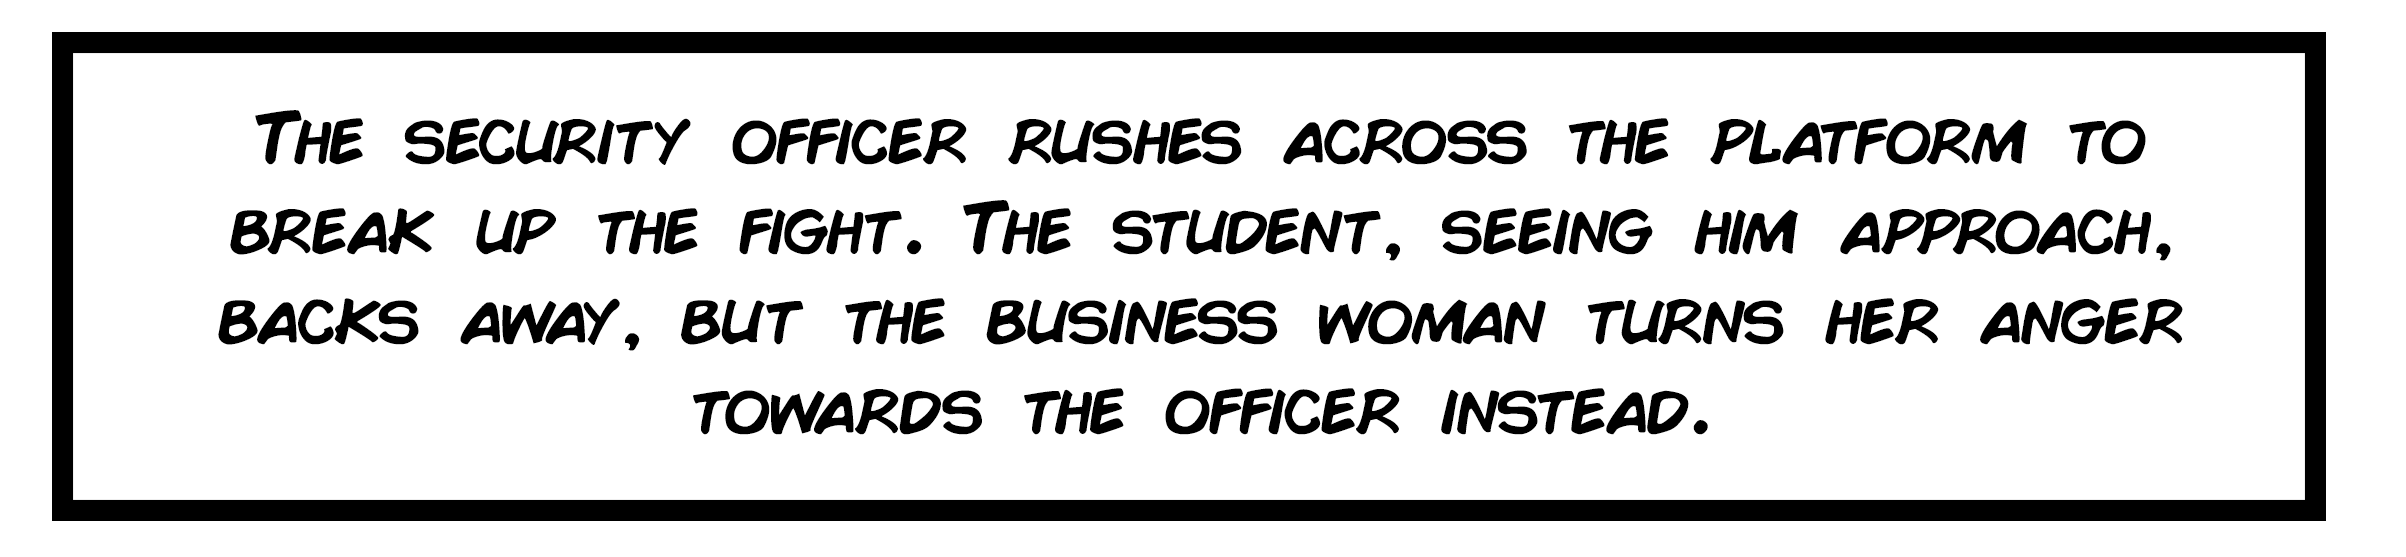 The security officer rushes across the platform to
break up the fight. The student, seeing him approach,
backs away, but the business woman turns her anger
towards the officer instead.